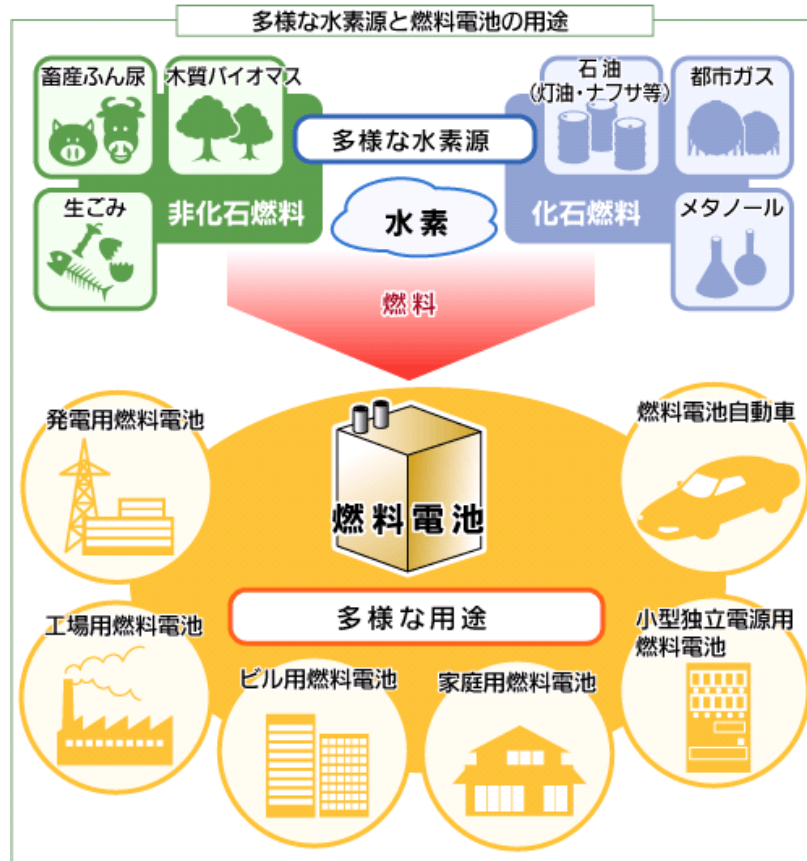 多様な水素源と燃料電池の用途
畜産ふん尿
木質バイオマス
石油
(灯油・ナフサ等)
都市ガス
多様な水素源
生ごみ
非化石燃料
水素
化石燃料
メタノール
燃料
発電用燃料電池
燃料電池自動車
燃料電池
多様な用途
工場用燃料電池
小型独立電源用
燃料電池
ビル用燃料電池
家庭用燃料電池